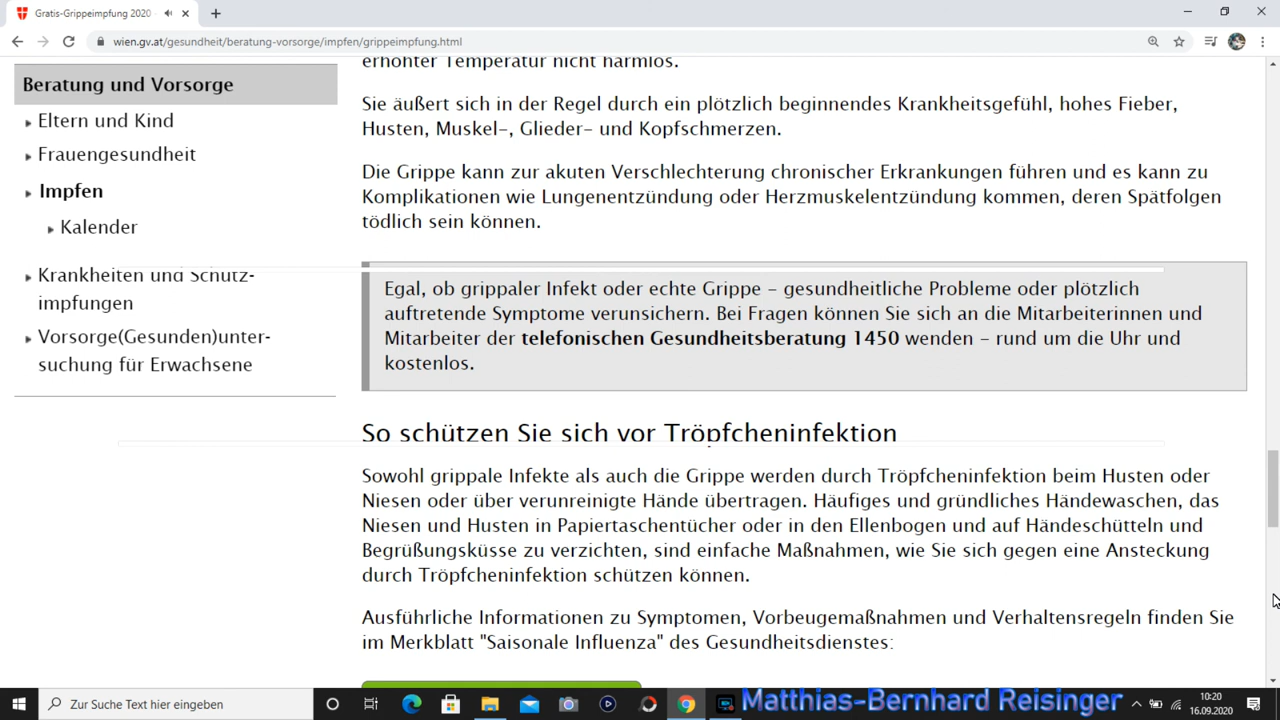 Gratis-Grippeimpfung 2020
wien.gv.at/gesundheit/beratung-vorsorge/impfen/grippeimpfung.html
Beratung und Vorsorge
Eltern und Kind
Frauengesundheit
Impfen
Kalender
Krankheiten und Schutz-
impfungen
Vorsorge(Gesunden)unter-
suchung für Erwachsene
erhöhter Temperatur nicht harmlos.
Sie äußert sich in der Regel durch ein plötzlich beginnendes Krankheitsgefühl, hohes Fieber,
Husten, Muskel-, Glieder- und Kopfschmerzen.
Die Grippe kann zur akuten Verschlechterung chronischer Erkrankungen führen und es kann zu
Komplikationen wie Lungenentzündung oder Herzmuskelentzündung kommen, deren Spätfolgen
tödlich sein können.
Egal, ob grippaler Infekt oder echte Grippe – gesundheitliche Probleme oder plötzlich
auftretende Symptome verunsichern. Bei Fragen können Sie sich an die Mitarbeiterinnen und
Mitarbeiter der telefonischen Gesundheitsberatung 1450 wenden – rund um die Uhr und
kostenlos.
So schützen Sie sich vor Tröpfcheninfektion
Sowohl grippale Infekte als auch die Grippe werden durch Tröpfcheninfektion beim Husten oder
Niesen oder über verunreinigte Hände übertragen. Häufiges und gründliches Händewaschen, das
Niesen und Husten in Papiertaschentücher oder in den Ellenbogen und auf Händeschütteln und
Begrüßungsküsse zu verzichten, sind einfache Maßnahmen, wie Sie sich gegen eine Ansteckung
durch Tröpfcheninfektion schützen können.
Ausführliche Informationen zu Symptomen, Vorbeugemaßnahmen und Verhaltensregeln finden Sie
im Merkblatt "Saisonale Influenza" des Gesundheitsdienstes:
Zur Suche Text hier eingeben
Matthias-Bernhard Reisinger
10:20
16.09.2020